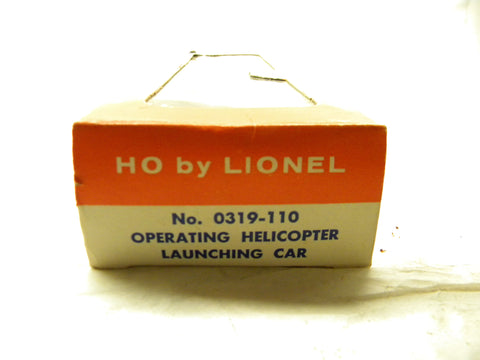 HO by LIONEL
No. 0319-110
OPERATING HELICOPTER
LAUNCHING CAR